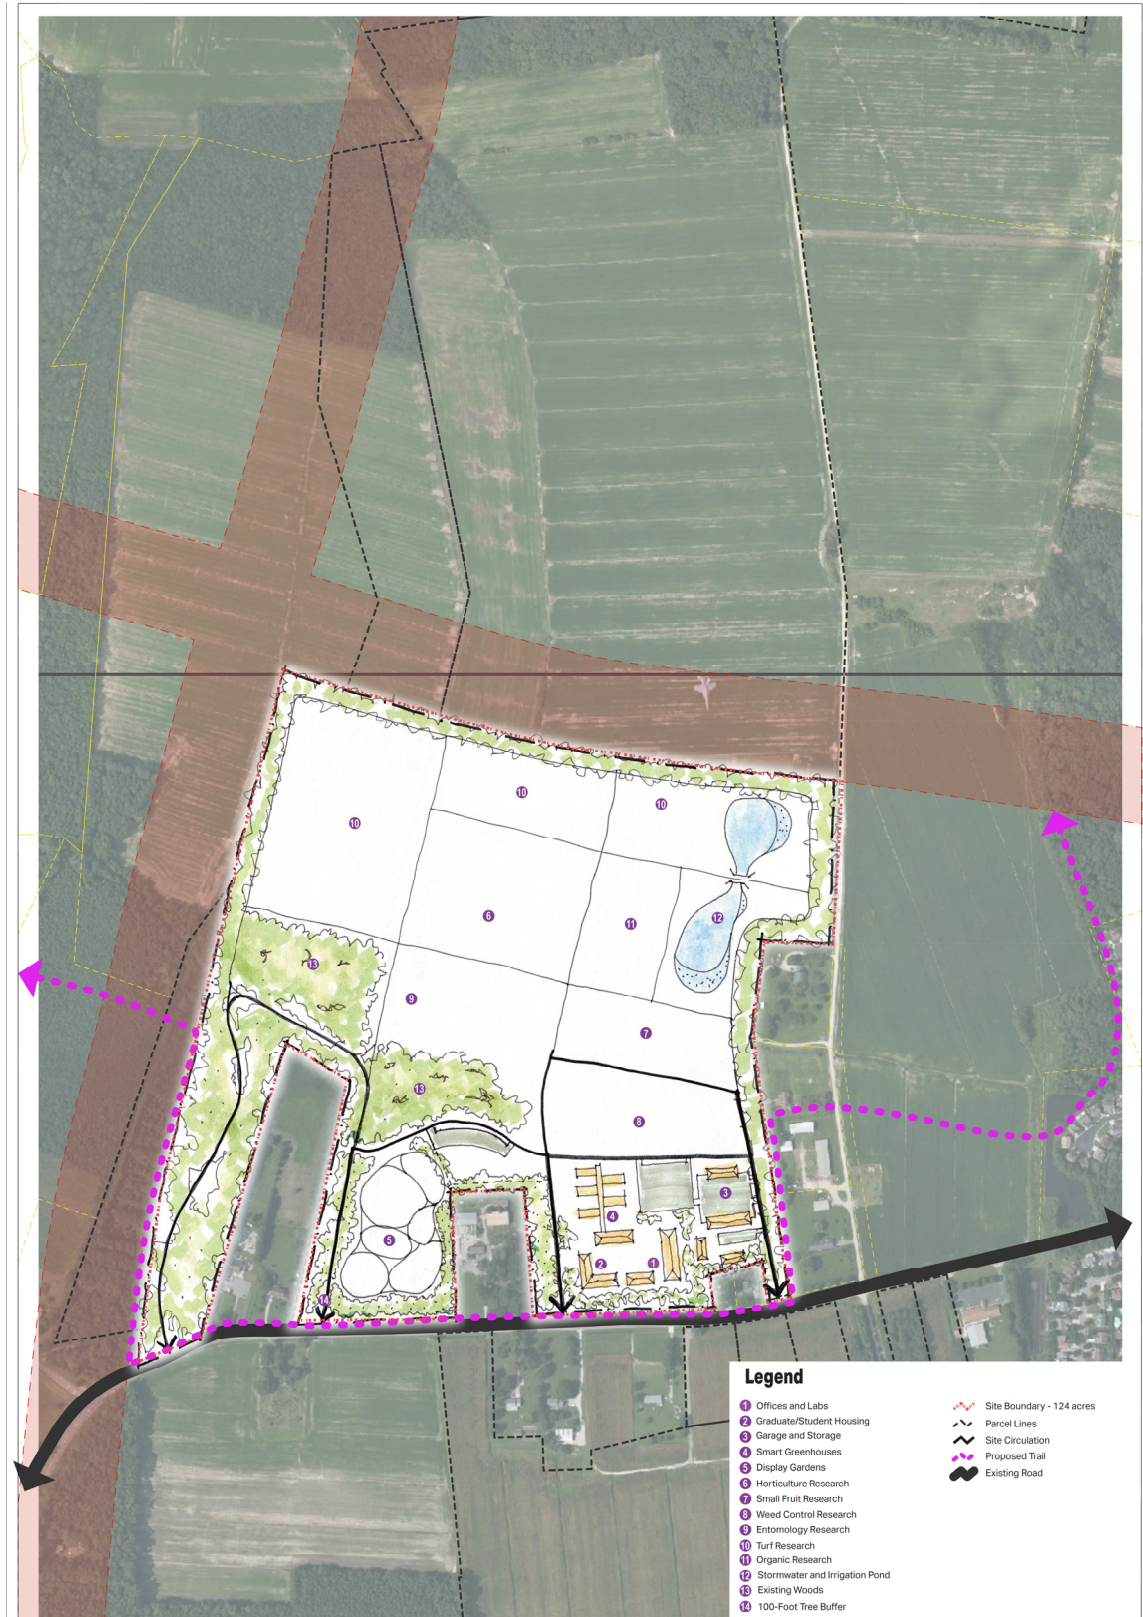 10
10
10
6
11
12
13
9
7
13
8
3
4
5
2
1
14
Legend
1 Offices and Labs
2 Graduate/Student Housing
3 Garage and Storage
4 Smart Greenhouses
5 Display Gardens
6 Horticulture Research
7 Small Fruit Research
8 Weed Control Research
9 Entomology Research
10 Turf Research
11 Organic Research
12 Stormwater and Irrigation Pond
13 Existing Woods
14 100-Foot Tree Buffer
Site Boundary - 124 acres
Parcel Lines
Site Circulation
Proposed Trail
Existing Road